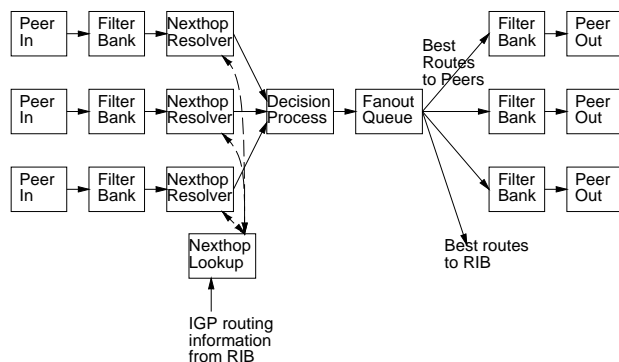 Peer
In
Filter
Bank
Nexthop
Resolver
Best
Routes
to Peers
Filter
Bank
Peer
Out
Peer
In
Filter
Bank
Nexthop
Resolver
Decision
Process
Fanout
Queue
Filter
Bank
Peer
Out
Peer
In
Filter
Bank
Nexthop
Resolver
Filter
Bank
Peer
Out
Nexthop
Lookup
Best routes
to RIB
IGP routing
information
from RIB